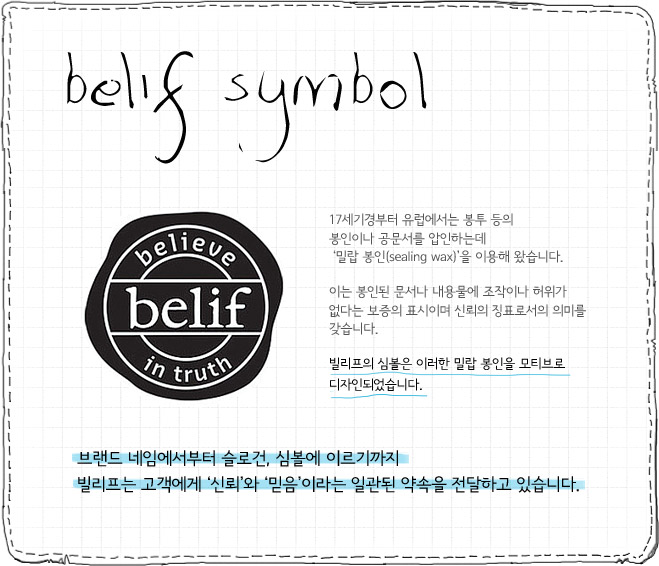 belif symbol
believe
belif
in truth
17세기경부터 유럽에서는 봉투 등의
봉인이나 공문서를 압인하는데
'밀랍 봉인(sealing wax)'을 이용해 왔습니다.
이는 봉인된 문서나 내용물에 조작이나 허위가
없다는 보증의 표시이며 신뢰의 징표로서의 의미를
갖습니다.
빌리프의 심볼은 이러한 밀랍 봉인을 모티브로
디자인되었습니다.
브랜드 네임에서부터 슬로건, 심볼에 이르기까지
빌리프는 고객에게 '신뢰'와 '믿음'이라는 일관된 약속을 전달하고 있습니다.